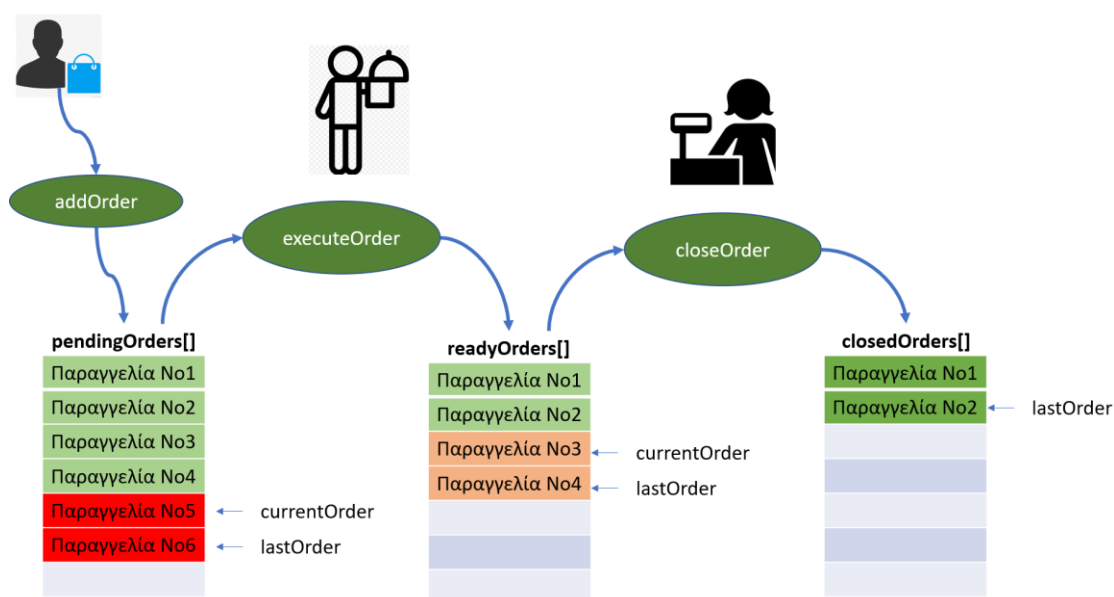 addOrder
executeOrder
closeOrder
pendingOrders[]
Παραγγελία No1
Παραγγελία No2
Παραγγελία No3
Παραγγελία No4
Παραγγελία No5
currentOrder
Παραγγελία No6
lastOrder
readyOrders[]
Παραγγελία No1
Παραγγελία No2
Παραγγελία No3
currentOrder
Παραγγελία No4
lastOrder
closedOrders[]
Παραγγελία No1
Παραγγελία No2
lastOrder